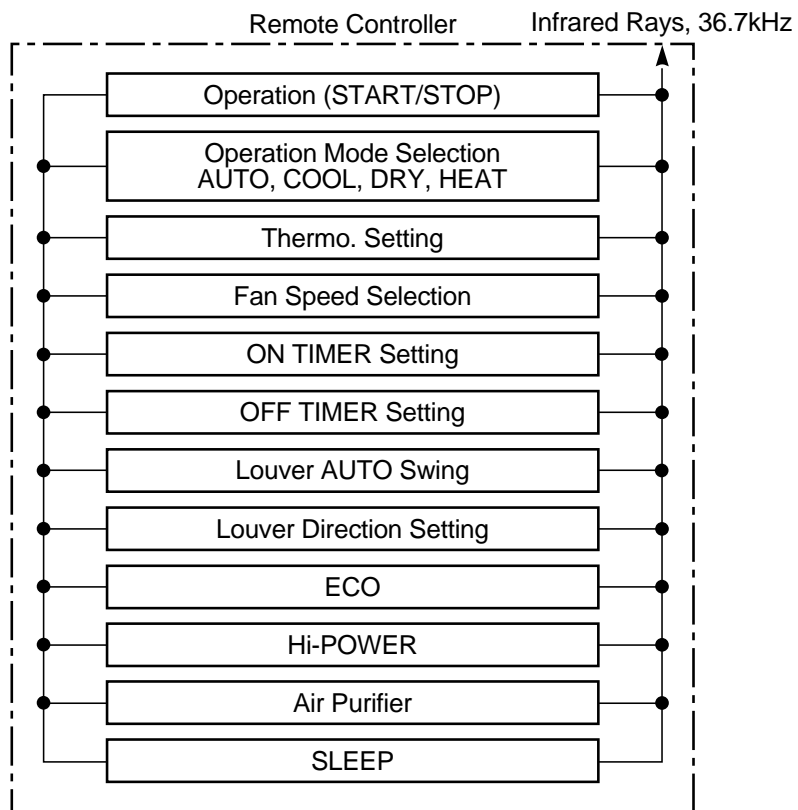 Remote Controller
Infrared Rays, 36.7kHz
Operation (START/STOP)
Operation Mode Selection
AUTO, COOL, DRY, HEAT
Thermo. Setting
Fan Speed Selection
ON TIMER Setting
OFF TIMER Setting
Louver AUTO Swing
Louver Direction Setting
ECO
Hi-POWER
Air Purifier
SLEEP